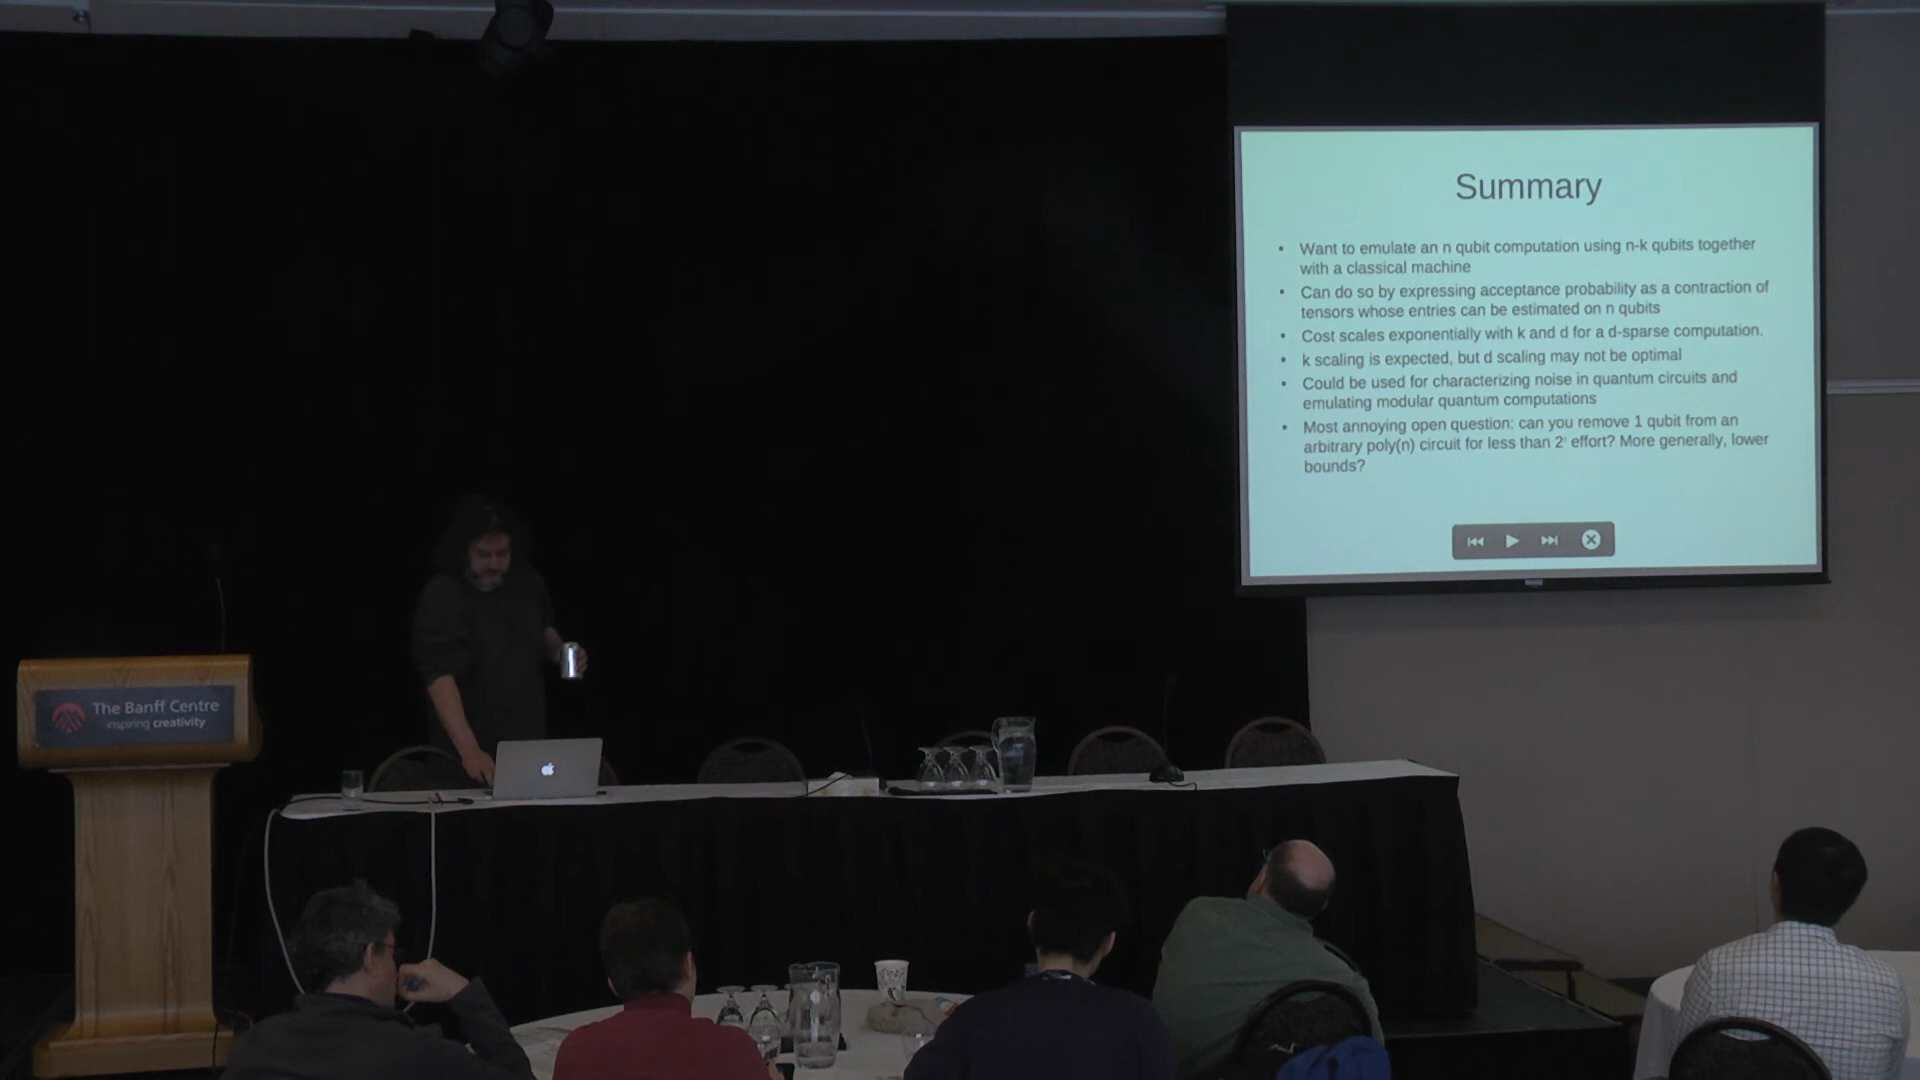 Summary
• Want to emulate an n qubit computation using n-k qubits together
with a classical machine
• Can do so by expressing acceptance probability as a contraction of
tensors whose entries can be estimated on n qubits
• Cost scales exponentially with k and d for a d-sparse computation.
• k scaling is expected, but d scaling may not be optimal
• Could be used for characterizing noise in quantum circuits and
emulating modular quantum computations
• Most annoying open question: can you remove 1 qubit from an
arbitrary poly(n) circuit for less than 2 effort? More generally, lower
bounds?
The Banff Centre
inspiring creativity